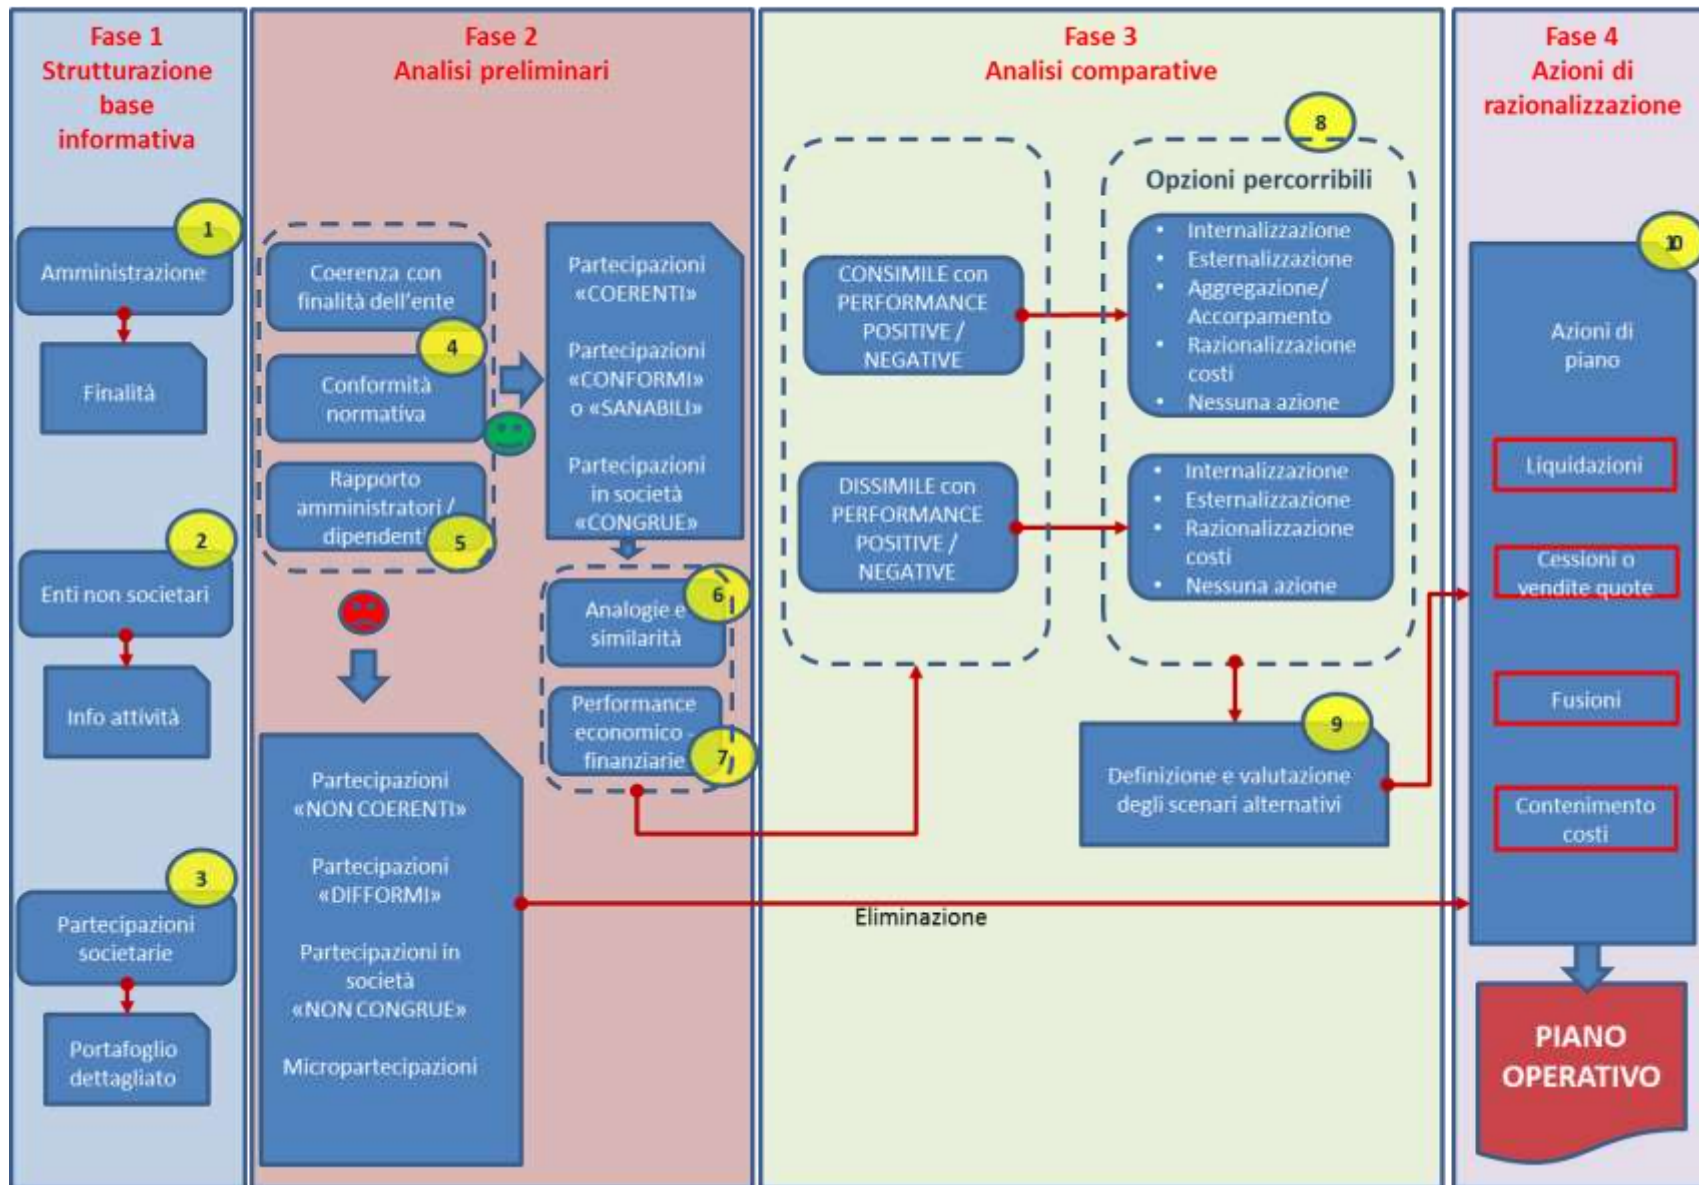 Fase 1
Strutturazione
base
informativa
1
Amministrazione
Finalità
2
Enti non societari
Info attività
3
Partecipazioni
societarie
Portafoglio
dettagliato
Fase 2
Analisi preliminari
Coerenza con
finalità dell'ente
4
Conformità
normativa
Rapporto
amministratori /
dipendenti
5
Partecipazioni
«COERENTI»
Partecipazioni
«CONFORMI»
o «SANABILI»
Partecipazioni
in società
«CONGRUE»
6
Analogie e
similarità
Performance
economico -
finanziarie
7
Partecipazioni
«NON COERENTI»
Partecipazioni
«DIFFORMI»
Partecipazioni in
società
«NON CONGRUE»
Micropartecipazioni
Fase 3
Analisi comparative
CONSIMILE con
PERFORMANCE
POSITIVE /
NEGATIVE
DISSIMILE con
PERFORMANCE
POSITIVE /
NEGATIVE
8
Opzioni percorribili
• Internalizzazione
• Esternalizzazione
• Aggregazione/
Accorpamento
• Razionalizzazione
costi
• Nessuna azione
• Internalizzazione
• Esternalizzazione
• Razionalizzazione
costi
• Nessuna azione
9
Definizione e valutazione
degli scenari alternativi
Eliminazione
Fase 4
Azioni di
razionalizzazione
10
Azioni di
piano
Liquidazioni
Cessioni o
vendite quote
Fusioni
Contenimento
costi
PIANO
OPERATIVO